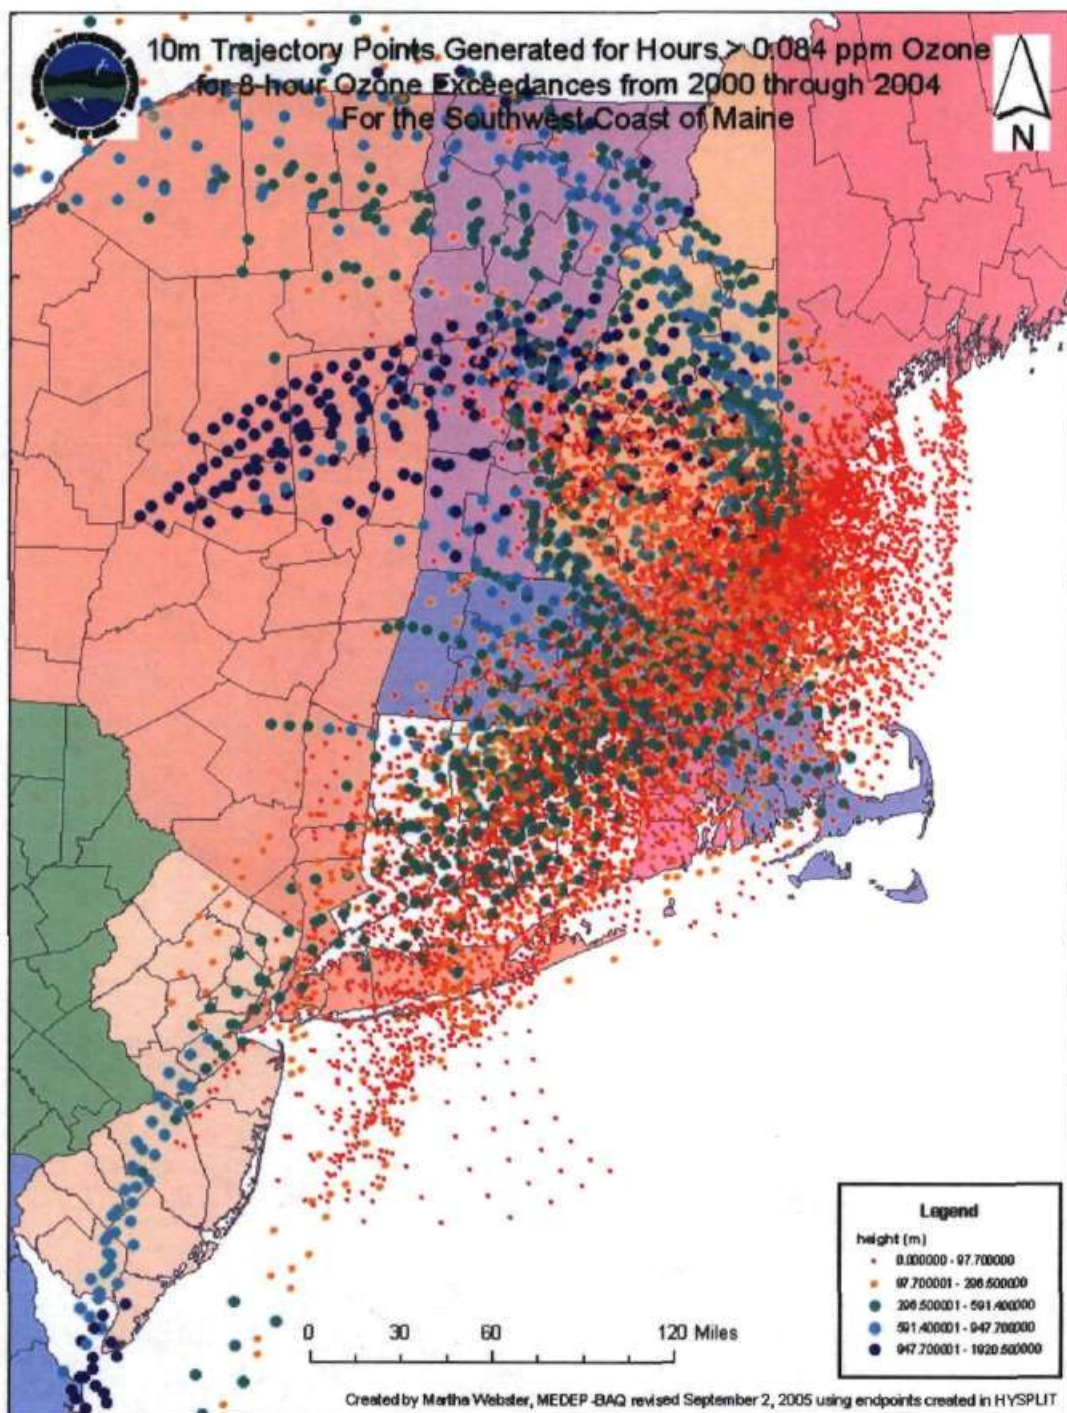 10m Trajectory Points Generated for Hours > 0.084 ppm Ozone
for 8-hour Ozone Exceedances from 2000 through 2004
For the Southwest Coast of Maine
N
Legend
height (m)
0.000000 - 97.700000
97.700001 - 296.500000
296.500001 - 591.400000
591.400001 - 947.700000
947.700001 - 1920.500000
0 30 60 120 Miles
Created by Martha Webster, MEDEP-BAQ revised September 2, 2005 using endpoints created in HYSPLIT